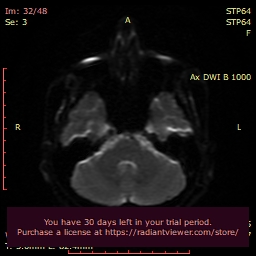 Im: 32/48
Se: 3
A
STP64
STP64
F
Ax DWI B 1000
R
L
You have 30 days left in your trial period.
Purchase a license at https://radiantviewer.com/store/